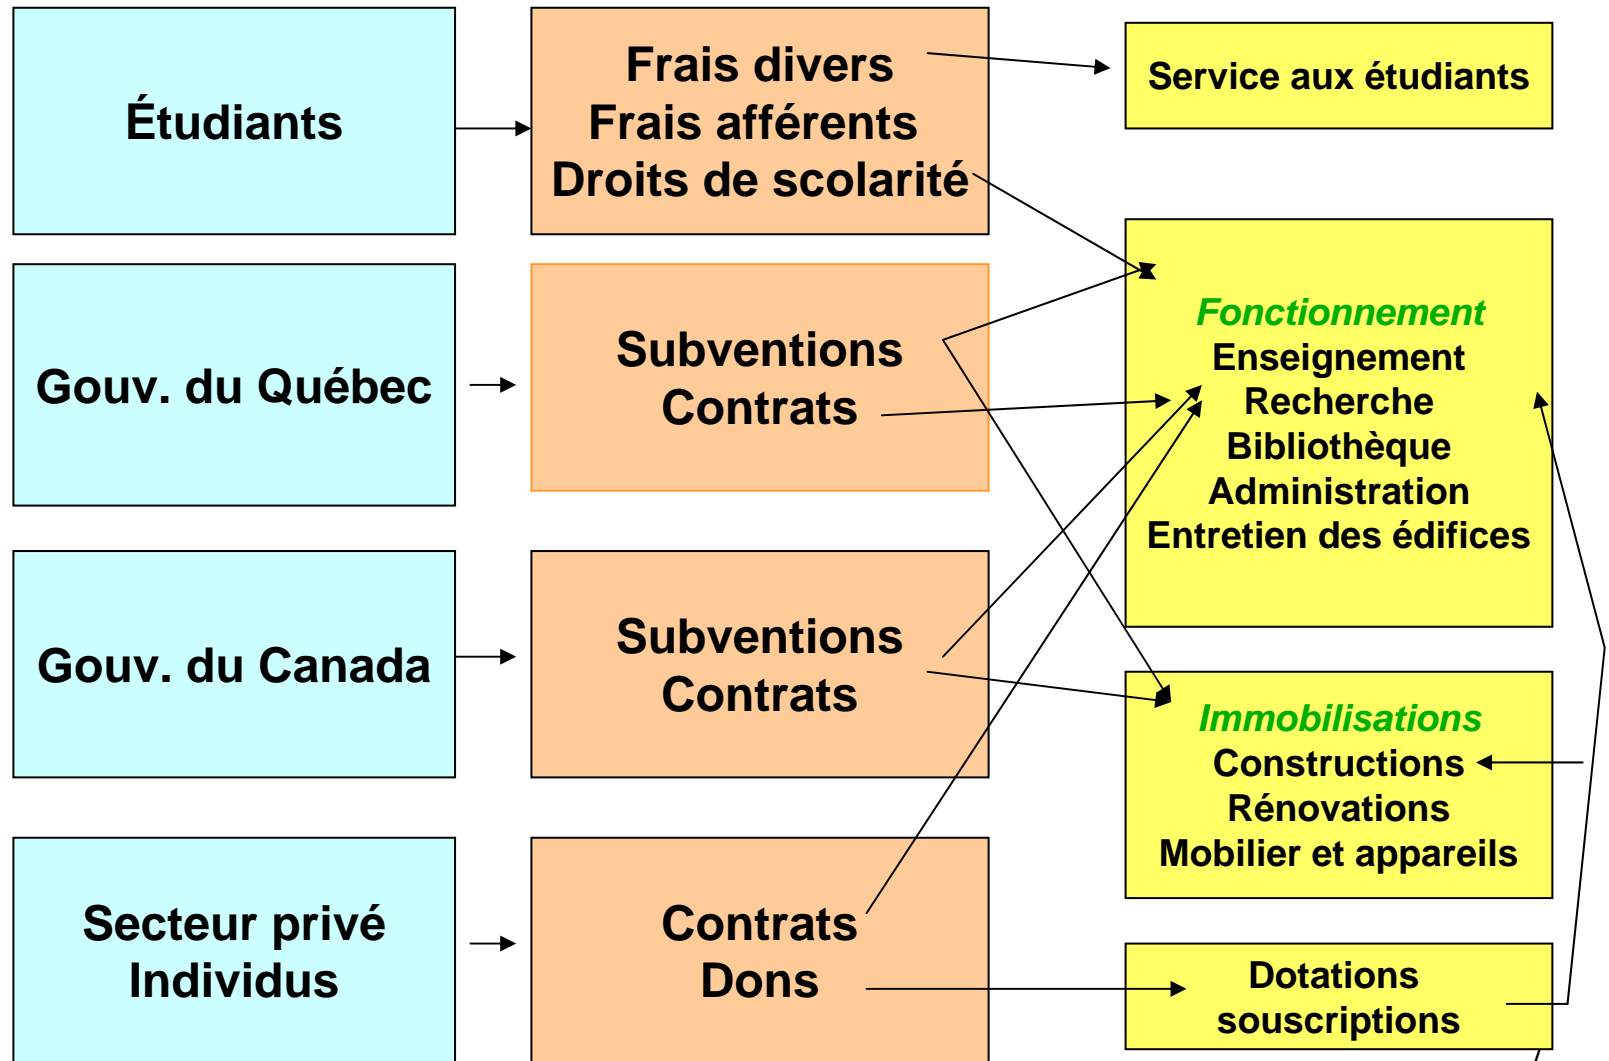 Étudiants
Frais divers
Frais afférents
Droits de scolarité
Service aux étudiants
Gouv. du Québec
Subventions
Contrats
Fonctionnement
Enseignement
Recherche
Bibliothèque
Administration
Entretien des édifices
Gouv. du Canada
Subventions
Contrats
Immobilisations
Constructions
Rénovations
Mobilier et appareils
Secteur privé
Individus
Contrats
Dons
Dotations
souscriptions